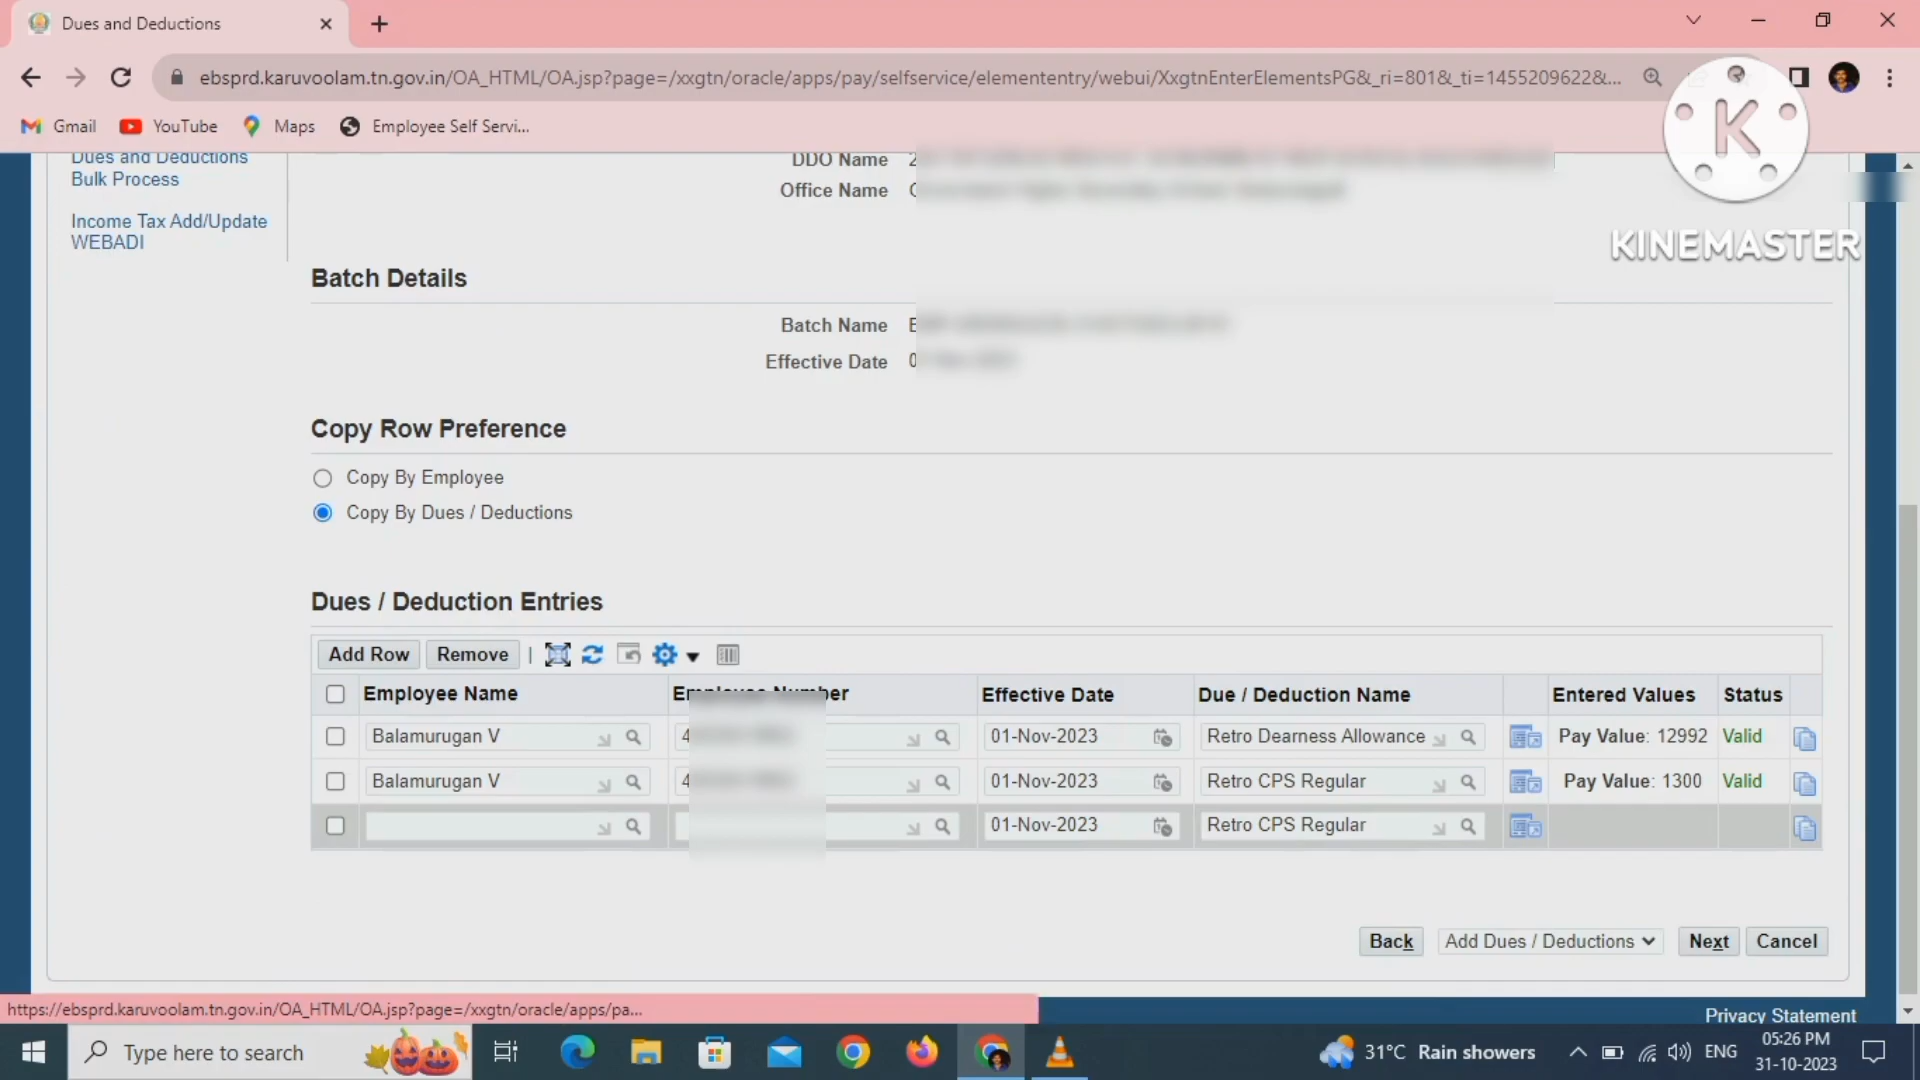 Dues and Deductions
ebsprd.karuvoolam.tn.gov.in/OA_HTML/OA.jsp?page=/xxgtn/oracle/apps/pay/selfservice/elemententry/webui/XxgtnEnterElementsPG&_ri=801&_ti=1455209622&...
Gmail YouTube Maps Employee Self Servi...
K
KINEMASTER
Dues and Deductions
Bulk Process
Income Tax Add/Update
WEBADI
DDO Name 2
Office Name
Batch Details
Batch Name
Effective Date 0
Copy Row Preference
Copy By Employee
Copy By Dues / Deductions
Dues / Deduction Entries
Add Row Remove |
Employee Name Employee Number Effective Date Due / Deduction Name Entered Values Status
Balamurugan V 4 01-Nov-2023 Retro Dearness Allowance Pay Value: 12992 Valid
Balamurugan V 4 01-Nov-2023 Retro CPS Regular Pay Value: 1300 Valid
01-Nov-2023 Retro CPS Regular
Back Add Dues / Deductions Next Cancel
https://ebsprd.karuvoolam.tn.gov.in/OA_HTML/OA.jsp?page=/xxgtn/oracle/apps/pa...
Privacy Statement
Type here to search
31°C Rain showers
ENG
05:26 PM
31-10-2023